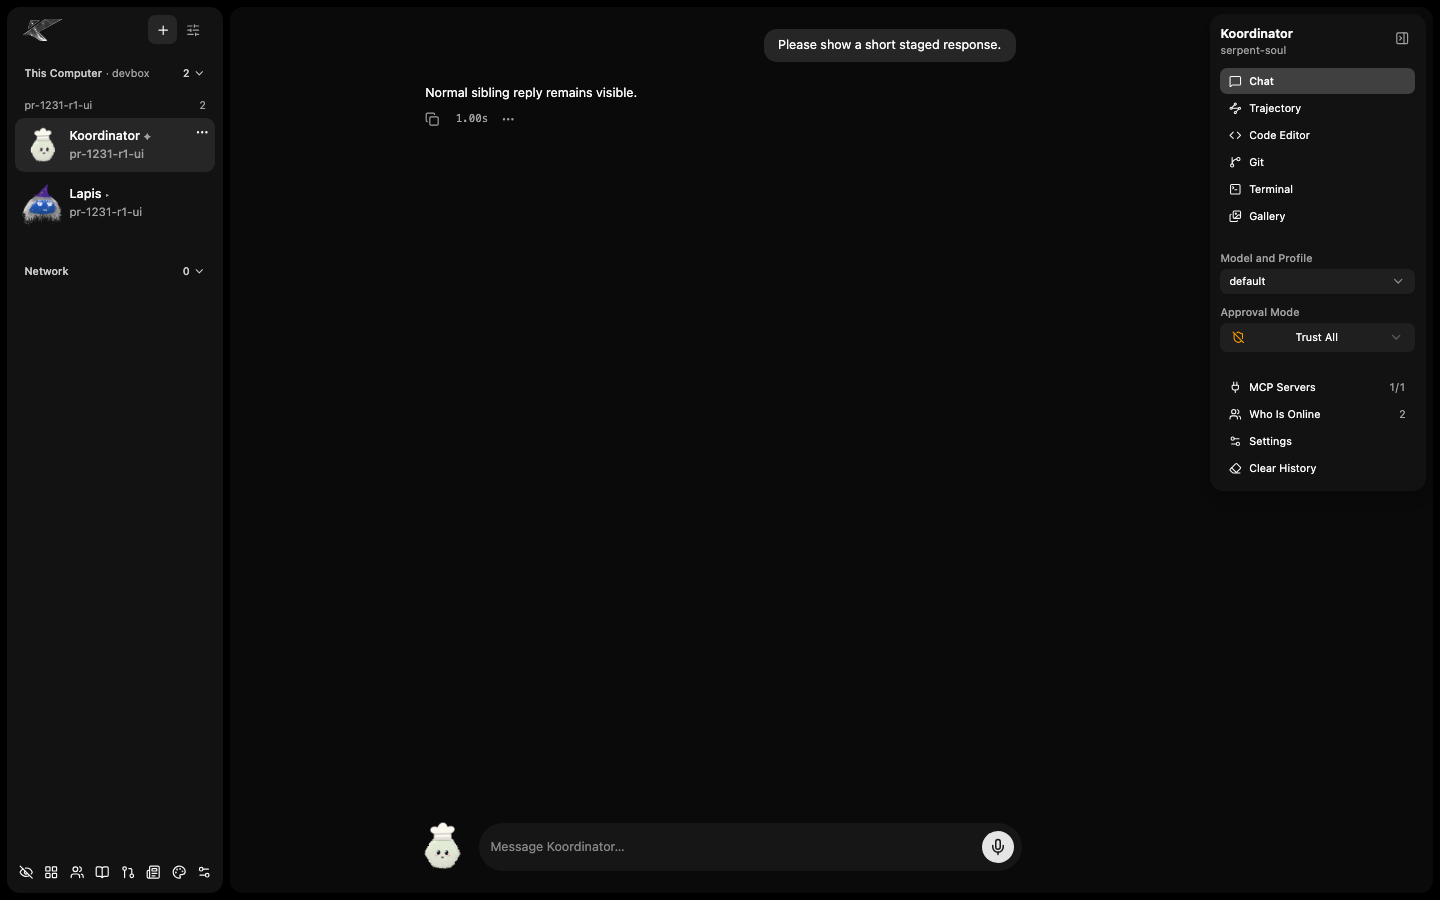 This Computer · devbox 2
pr-1231-r1-ui 2
Koordinator
pr-1231-r1-ui
Lapis
pr-1231-r1-ui
Network 0
Please show a short staged response.
Normal sibling reply remains visible.
1.00s
Message Koordinator...
Koordinator
serpent-soul
Chat
Trajectory
Code Editor
Git
Terminal
Gallery
Model and Profile
default
Approval Mode
Trust All
MCP Servers 1/1
Who Is Online 2
Settings
Clear History